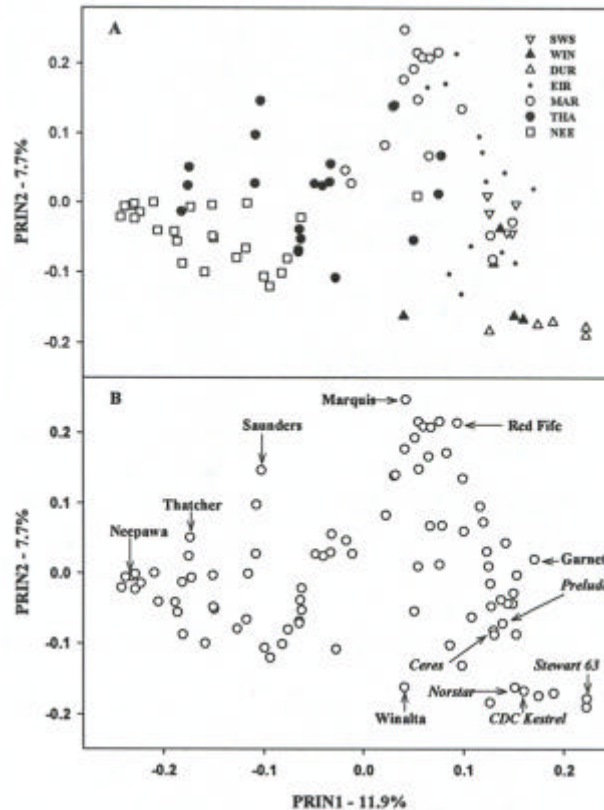 A
SWS
WIN
DUR
EIR
MAR
THA
NEE
0.2
0.1
0.0
-0.1
-0.2
PRIN2 - 7.7%
B
Marquis
Red Fife
Saunders
Thatcher
Neepawa
Garnet
Prelude
Ceres
Stewart 63
Norstar
Winalta
CDC Kestrel
0.2
0.1
0.0
-0.1
-0.2
PRIN2 - 7.7%
-0.2
-0.1
0.0
0.1
0.2
PRIN1 - 11.9%